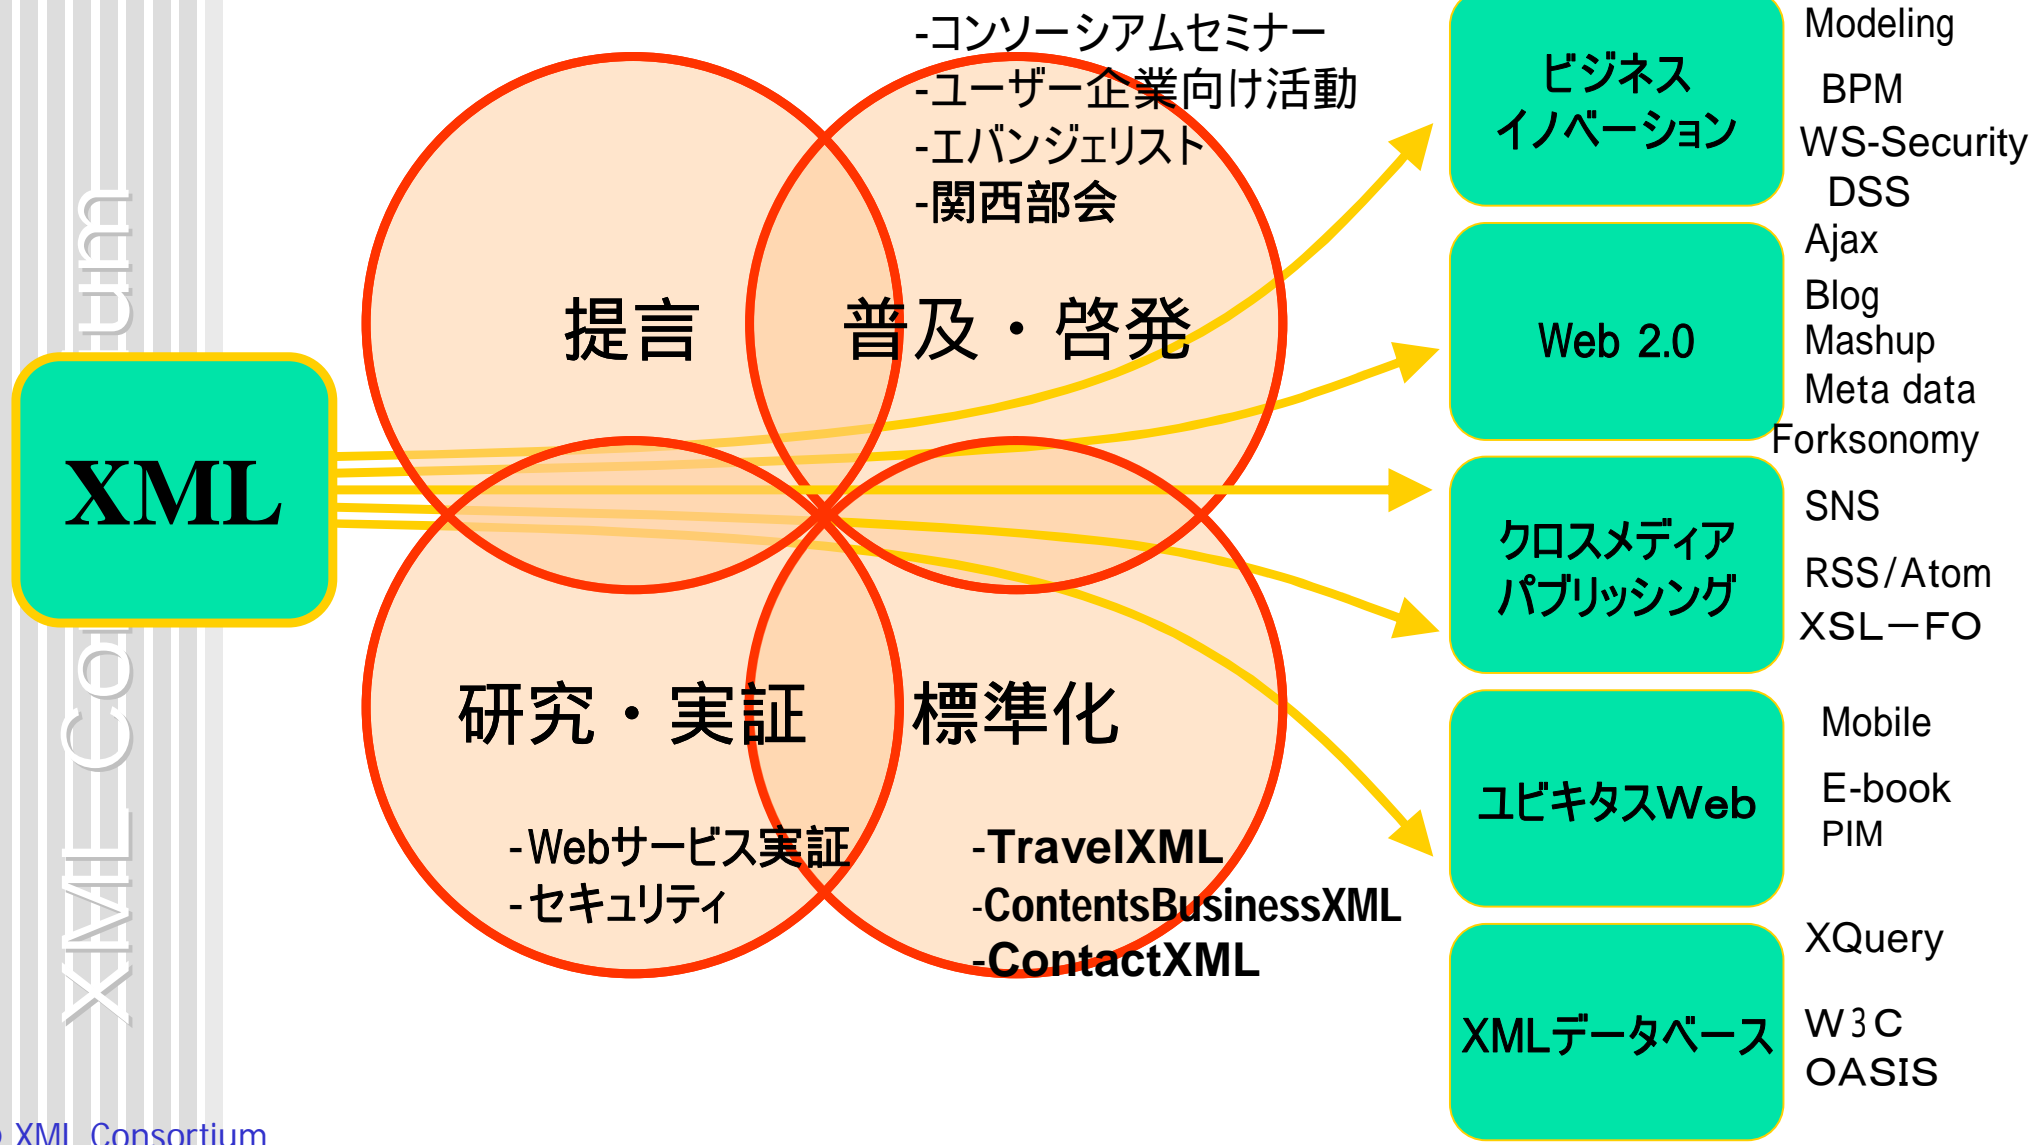 XML Consortium
XML
提言
普及・啓発
-コンソーシアムセミナー
-ユーザー企業向け活動
-エバンジェリスト
-関西部会
研究・実証
-Webサービス実証
-セキュリティ
標準化
-TravelXML
-ContentsBusinessXML
-ContactXML
ビジネス
イノベーション
Web 2.0
クロスメディア
パブリッシング
ユビキタスWeb
XMLデータベース
Modeling
BPM
WS-Security
DSS
Ajax
Blog
Mashup
Meta data
Forksonomy
SNS
RSS/Atom
XSL－FO
Mobile
E-book
PIM
XQuery
W3C
OASIS
XML Consortium